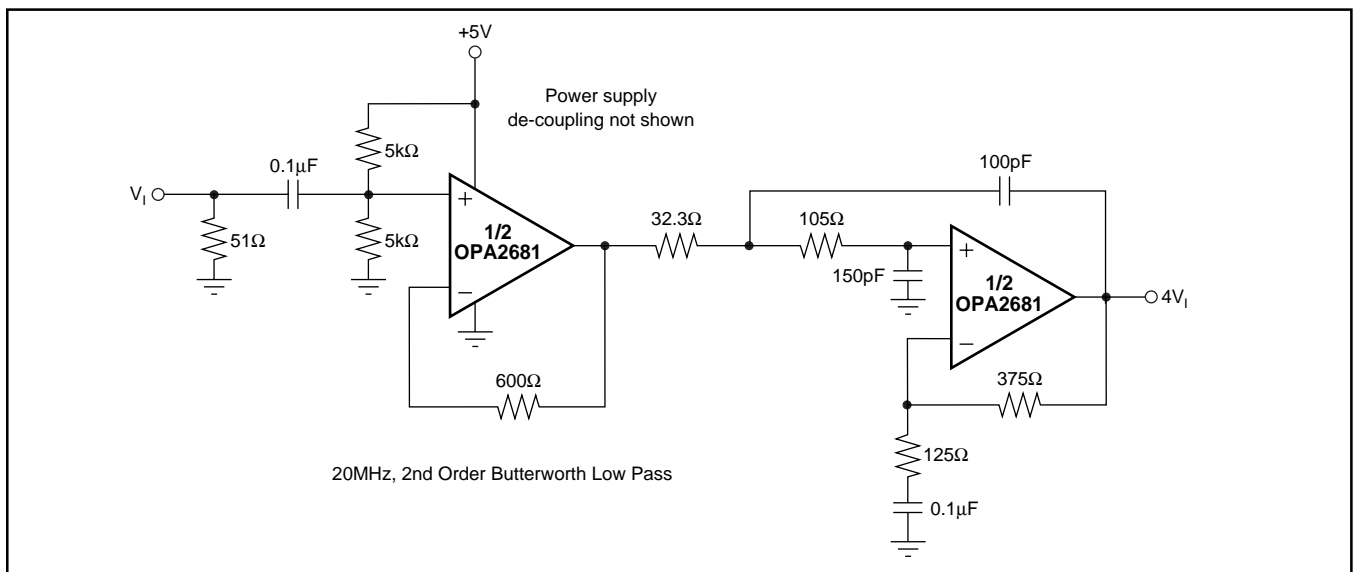 +5V
Power supply
de-coupling not shown
5kΩ
0.1µF
100pF
V_I
+
32.3Ω
105Ω
51Ω
5kΩ
1/2
OPA2681
150pF
+
1/2
OPA2681
4V_I
−
−
600Ω
375Ω
125Ω
20MHz, 2nd Order Butterworth Low Pass
0.1µF